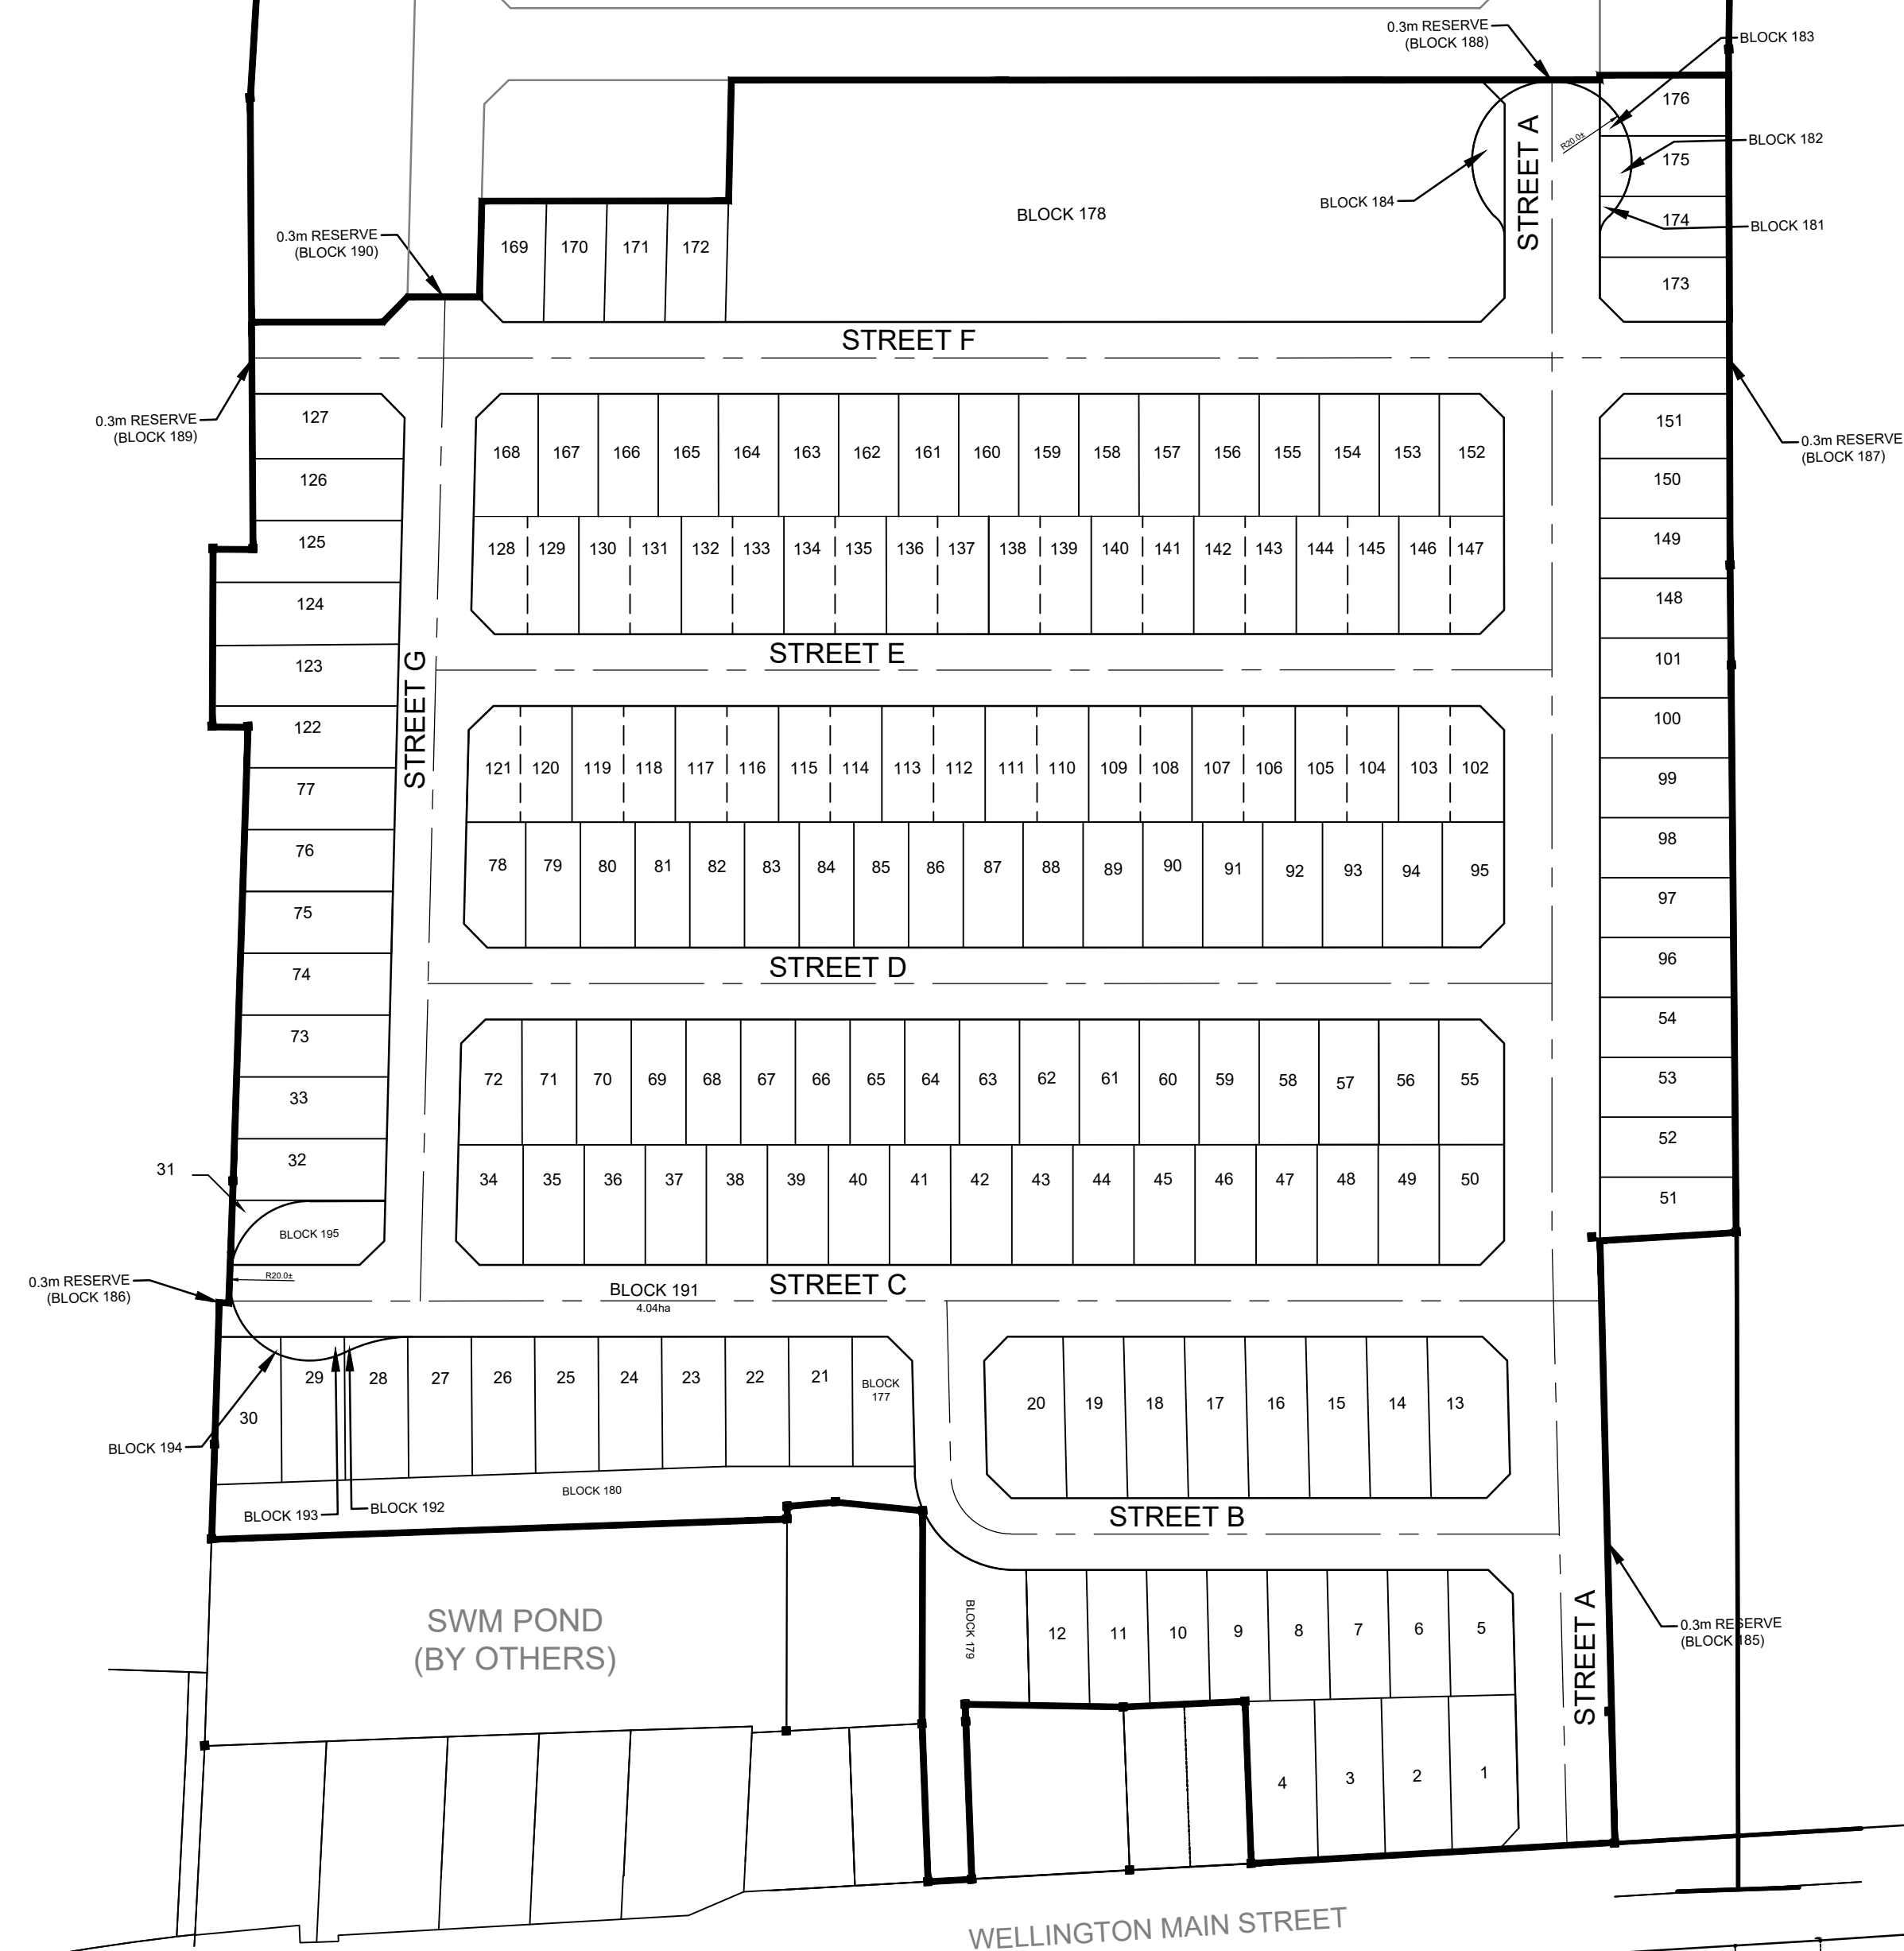 0.3m RESERVE
(BLOCK 188)
BLOCK 183
176
STREET A
R20.0±
BLOCK 182
175
BLOCK 184
BLOCK 178
174
BLOCK 181
0.3m RESERVE
(BLOCK 190)
169 170 171 172
173
STREET F
0.3m RESERVE
(BLOCK 189)
127
151
0.3m RESERVE
(BLOCK 187)
168 167 166 165 164 163 162 161 160 159 158 157 156 155 154 153 152
126
150
125
149
128 129 130 131 132 133 134 135 136 137 138 139 140 141 142 143 144 145 146 147
124
148
STREET E
STREET G
123
101
122
100
121 120 119 118 117 116 115 114 113 112 111 110 109 108 107 106 105 104 103 102
77
99
76
98
78 79 80 81 82 83 84 85 86 87 88 89 90 91 92 93 94 95
75
97
STREET D
74
96
73
54
72 71 70 69 68 67 66 65 64 63 62 61 60 59 58 57 56 55
33
53
32
52
31
34 35 36 37 38 39 40 41 42 43 44 45 46 47 48 49 50
51
BLOCK 195
R20.0±
0.3m RESERVE
(BLOCK 186)
BLOCK 191
4.04ha
STREET C
30 29 28 27 26 25 24 23 22 21
BLOCK
177
20 19 18 17 16 15 14 13
BLOCK 194
BLOCK 193
BLOCK 192
BLOCK 180
STREET B
SWM POND
(BY OTHERS)
BLOCK 179
12 11 10 9 8 7 6 5
STREET A
0.3m RESERVE
(BLOCK 185)
4 3 2 1
WELLINGTON MAIN STREET